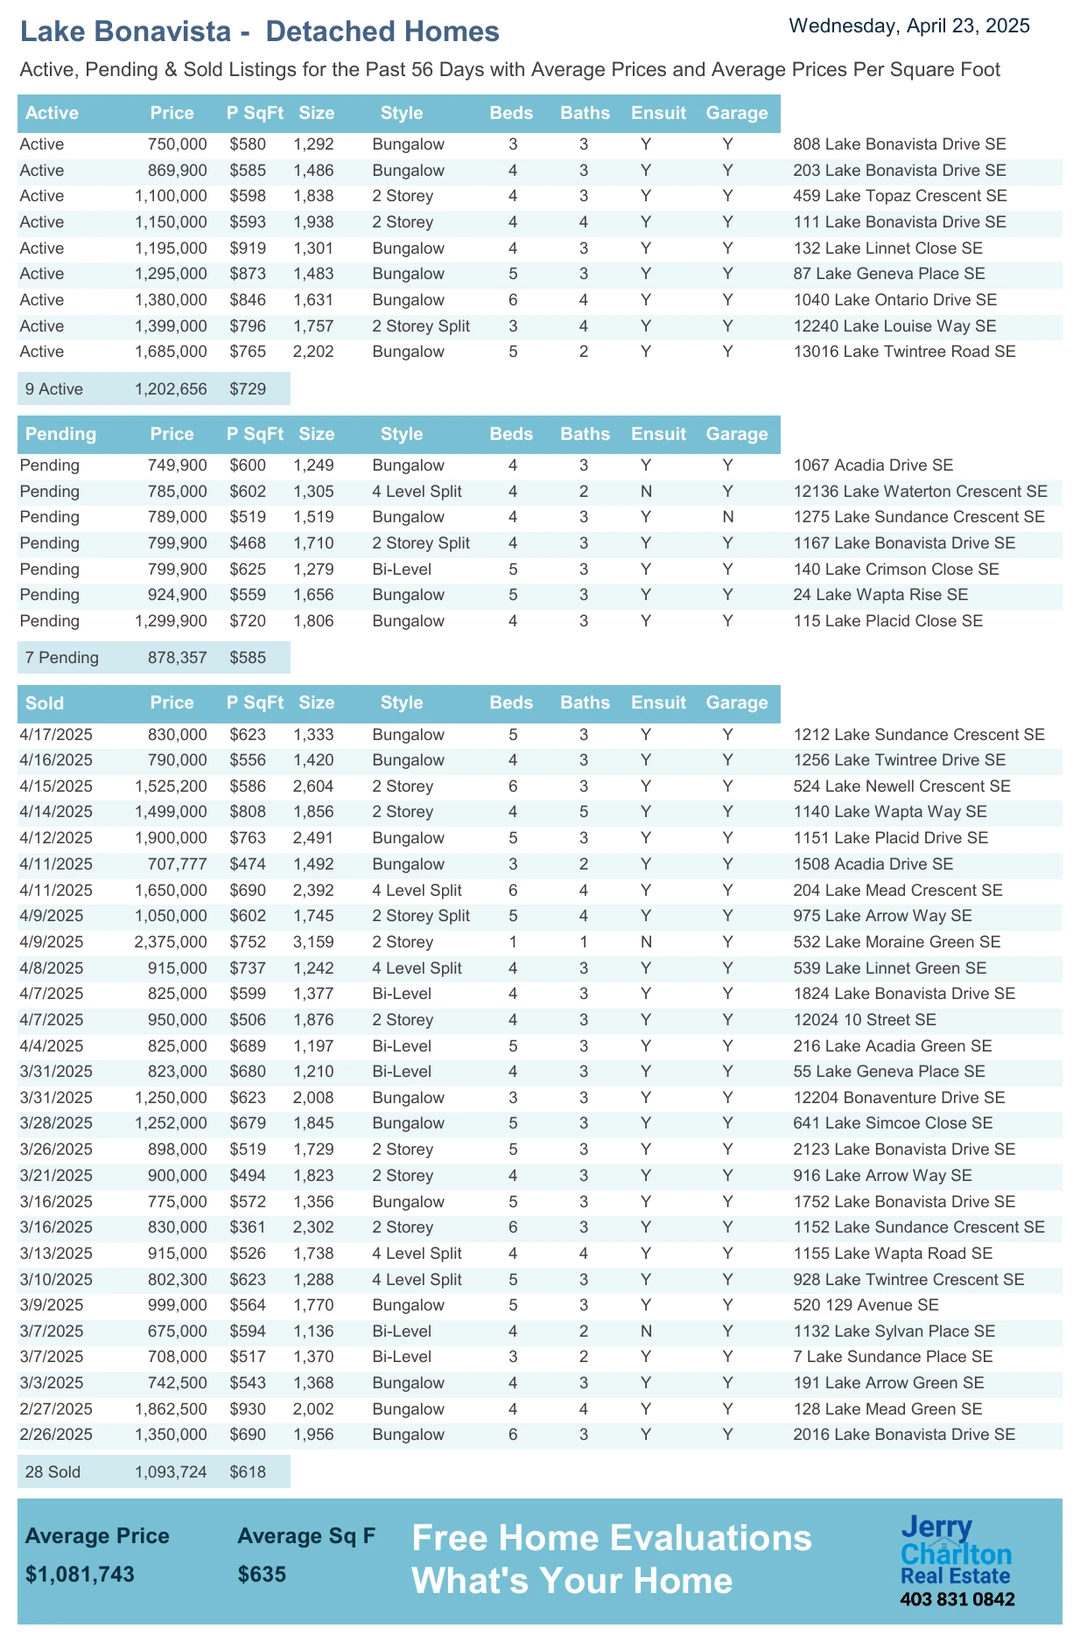 Lake Bonavista -  Detached Homes
Wednesday, April 23, 2025
Active, Pending & Sold Listings for the Past 56 Days with Average Prices and Average Prices Per Square Foot
Active Price P SqFt Size Style Beds Baths Ensuit Garage
Active 750,000 $580 1,292 Bungalow 3 3 Y Y 808 Lake Bonavista Drive SE
Active 869,900 $585 1,486 Bungalow 4 3 Y Y 203 Lake Bonavista Drive SE
Active 1,100,000 $598 1,838 2 Storey 4 3 Y Y 459 Lake Topaz Crescent SE
Active 1,150,000 $593 1,938 2 Storey 4 4 Y Y 111 Lake Bonavista Drive SE
Active 1,195,000 $919 1,301 Bungalow 4 3 Y Y 132 Lake Linnet Close SE
Active 1,295,000 $873 1,483 Bungalow 5 3 Y Y 87 Lake Geneva Place SE
Active 1,380,000 $846 1,631 Bungalow 6 4 Y Y 1040 Lake Ontario Drive SE
Active 1,399,000 $796 1,757 2 Storey Split 3 4 Y Y 12240 Lake Louise Way SE
Active 1,685,000 $765 2,202 Bungalow 5 2 Y Y 13016 Lake Twintree Road SE
9 Active 1,202,656 $729
Pending Price P SqFt Size Style Beds Baths Ensuit Garage
Pending 749,900 $600 1,249 Bungalow 4 3 Y Y 1067 Acadia Drive SE
Pending 785,000 $602 1,305 4 Level Split 4 2 N Y 12136 Lake Waterton Crescent SE
Pending 789,000 $519 1,519 Bungalow 4 3 Y N 1275 Lake Sundance Crescent SE
Pending 799,900 $468 1,710 2 Storey Split 4 3 Y Y 1167 Lake Bonavista Drive SE
Pending 799,900 $625 1,279 Bi-Level 5 3 Y Y 140 Lake Crimson Close SE
Pending 924,900 $559 1,656 Bungalow 5 3 Y Y 24 Lake Wapta Rise SE
Pending 1,299,900 $720 1,806 Bungalow 4 3 Y Y 115 Lake Placid Close SE
7 Pending 878,357 $585
Sold Price P SqFt Size Style Beds Baths Ensuit Garage
4/17/2025 830,000 $623 1,333 Bungalow 5 3 Y Y 1212 Lake Sundance Crescent SE
4/16/2025 790,000 $556 1,420 Bungalow 4 3 Y Y 1256 Lake Twintree Drive SE
4/15/2025 1,525,200 $586 2,604 2 Storey 6 3 Y Y 524 Lake Newell Crescent SE
4/14/2025 1,499,000 $808 1,856 2 Storey 4 5 Y Y 1140 Lake Wapta Way SE
4/12/2025 1,900,000 $763 2,491 Bungalow 5 3 Y Y 1151 Lake Placid Drive SE
4/11/2025 707,777 $474 1,492 Bungalow 3 2 Y Y 1508 Acadia Drive SE
4/11/2025 1,650,000 $690 2,392 4 Level Split 6 4 Y Y 204 Lake Mead Crescent SE
4/9/2025 1,050,000 $602 1,745 2 Storey Split 5 4 Y Y 975 Lake Arrow Way SE
4/9/2025 2,375,000 $752 3,159 2 Storey 1 1 N Y 532 Lake Moraine Green SE
4/8/2025 915,000 $737 1,242 4 Level Split 4 3 Y Y 539 Lake Linnet Green SE
4/7/2025 825,000 $599 1,377 Bi-Level 4 3 Y Y 1824 Lake Bonavista Drive SE
4/7/2025 950,000 $506 1,876 2 Storey 4 3 Y Y 12024 10 Street SE
4/4/2025 825,000 $689 1,197 Bi-Level 5 3 Y Y 216 Lake Acadia Green SE
3/31/2025 823,000 $680 1,210 Bi-Level 4 3 Y Y 55 Lake Geneva Place SE
3/31/2025 1,250,000 $623 2,008 Bungalow 3 3 Y Y 12204 Bonaventure Drive SE
3/28/2025 1,252,000 $679 1,845 Bungalow 5 3 Y Y 641 Lake Simcoe Close SE
3/26/2025 898,000 $519 1,729 2 Storey 5 3 Y Y 2123 Lake Bonavista Drive SE
3/21/2025 900,000 $494 1,823 2 Storey 4 3 Y Y 916 Lake Arrow Way SE
3/16/2025 775,000 $572 1,356 Bungalow 5 3 Y Y 1752 Lake Bonavista Drive SE
3/16/2025 830,000 $361 2,302 2 Storey 6 3 Y Y 1152 Lake Sundance Crescent SE
3/13/2025 915,000 $526 1,738 4 Level Split 4 4 Y Y 1155 Lake Wapta Road SE
3/10/2025 802,300 $623 1,288 4 Level Split 5 3 Y Y 928 Lake Twintree Crescent SE
3/9/2025 999,000 $564 1,770 Bungalow 5 3 Y Y 520 129 Avenue SE
3/7/2025 675,000 $594 1,136 Bi-Level 4 2 N Y 1132 Lake Sylvan Place SE
3/7/2025 708,000 $517 1,370 Bi-Level 3 2 Y Y 7 Lake Sundance Place SE
3/3/2025 742,500 $543 1,368 Bungalow 4 3 Y Y 191 Lake Arrow Green SE
2/27/2025 1,862,500 $930 2,002 Bungalow 4 4 Y Y 128 Lake Mead Green SE
2/26/2025 1,350,000 $690 1,956 Bungalow 6 3 Y Y 2016 Lake Bonavista Drive SE
28 Sold 1,093,724 $618
Average Price Average Sq F
$1,081,743 $635
Free Home Evaluations
What's Your Home
Jerry
Charlton
Real Estate
403 831 0842